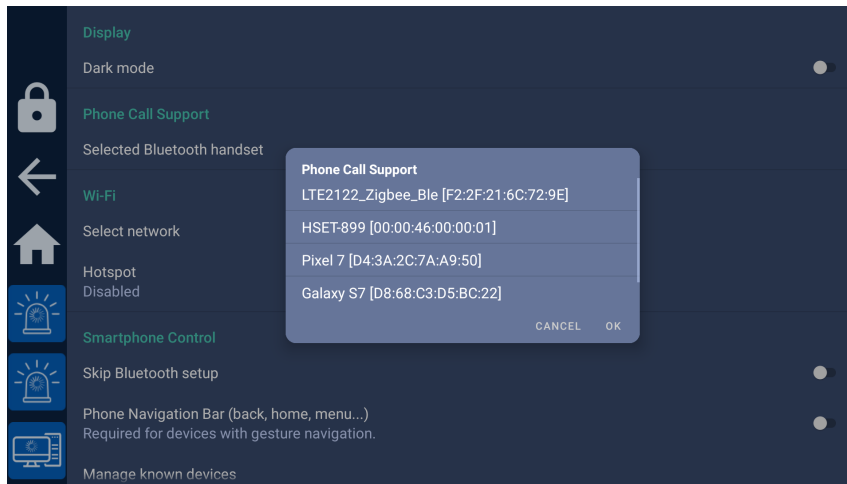 Display
Dark mode
Phone Call Support
Selected Bluetooth handset
Phone Call Support
LTE2122_Zigbee_Ble [F2:2F:21:6C:72:9E]
HSET-899 [00:00:46:00:00:01]
Pixel 7 [D4:3A:2C:7A:A9:50]
Galaxy S7 [D8:68:C3:D5:BC:22]
CANCEL OK
Wi-Fi
Select network
Hotspot
Disabled
Smartphone Control
Skip Bluetooth setup
Phone Navigation Bar (back, home, menu...)
Required for devices with gesture navigation.
Manage known devices